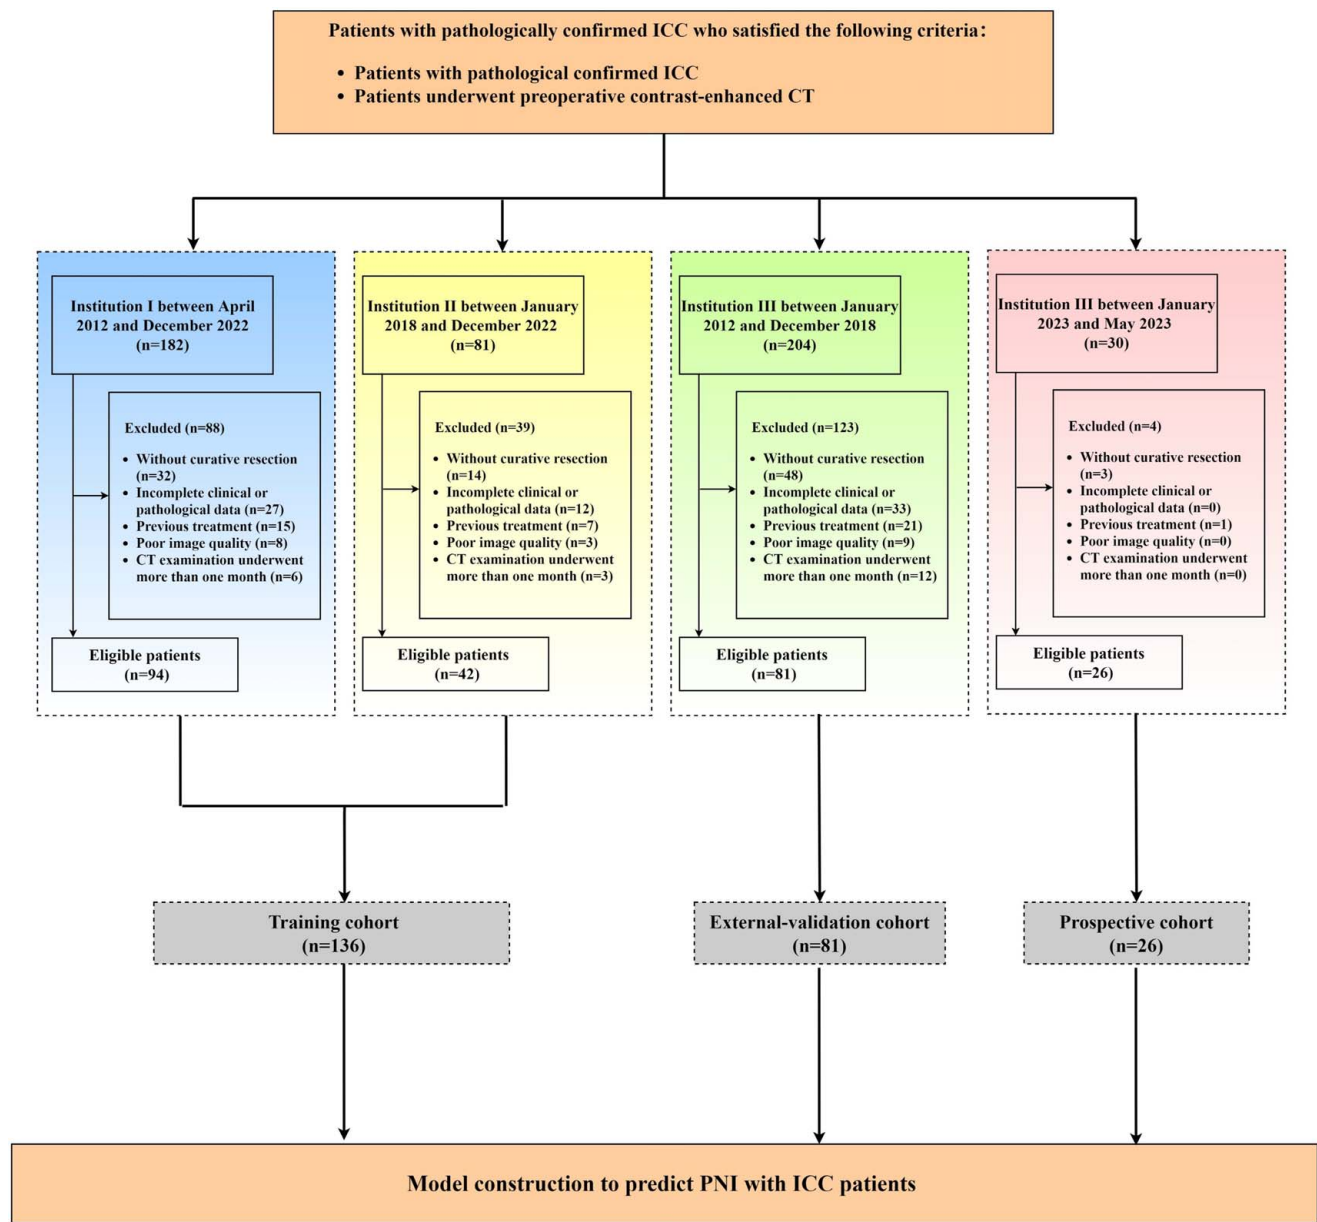 Patients with pathologically confirmed ICC who satisfied the following criteria:
• Patients with pathological confirmed ICC
• Patients underwent preoperative contrast-enhanced CT
Institution I between April
2012 and December 2022
(n=182)
Excluded (n=88)
• Without curative resection
(n=32)
• Incomplete clinical or
pathological data (n=27)
• Previous treatment (n=15)
• Poor image quality (n=8)
• CT examination underwent
more than one month (n=6)
Eligible patients
(n=94)
Institution II between January
2018 and December 2022
(n=81)
Excluded (n=39)
• Without curative resection
(n=14)
• Incomplete clinical or
pathological data (n=12)
• Previous treatment (n=7)
• Poor image quality (n=3)
• CT examination underwent
more than one month (n=3)
Eligible patients
(n=42)
Institution III between January
2012 and December 2018
(n=204)
Excluded (n=123)
• Without curative resection
(n=48)
• Incomplete clinical or
pathological data (n=33)
• Previous treatment (n=21)
• Poor image quality (n=9)
• CT examination underwent
more than one month (n=12)
Eligible patients
(n=81)
Institution III between January
2023 and May 2023
(n=30)
Excluded (n=4)
• Without curative resection
(n=3)
• Incomplete clinical or
pathological data (n=0)
• Previous treatment (n=1)
• Poor image quality (n=0)
• CT examination underwent
more than one month (n=0)
Eligible patients
(n=26)
Training cohort
(n=136)
External-validation cohort
(n=81)
Prospective cohort
(n=26)
Model construction to predict PNI with ICC patients